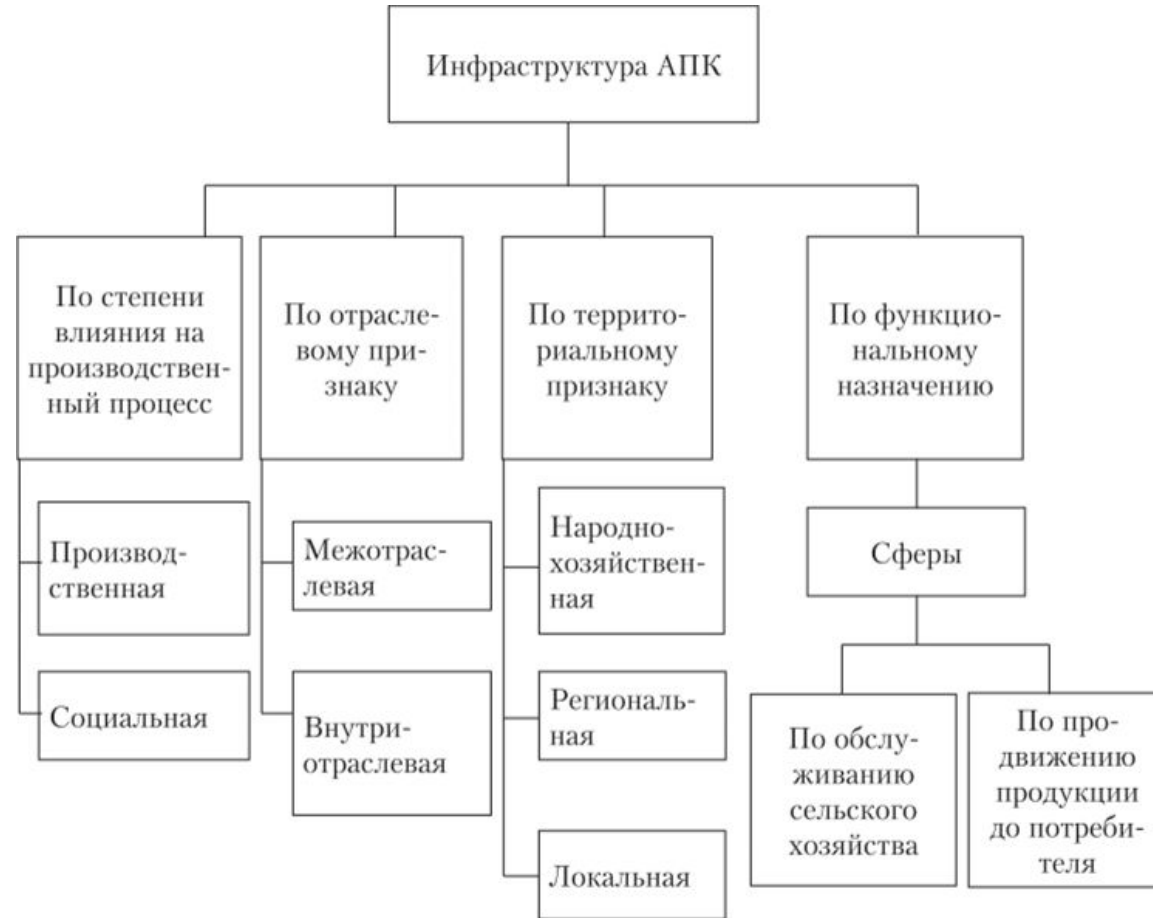 Инфраструктура АПК
По степени
влияния на
производствен-
ный процесс
По отрасле-
вому при-
знаку
По террито-
риальному
признаку
По функцио-
нальному
назначению
Производ-
ственная
Социальная
Межотрас-
левая
Внутри-
отраслевая
Народно-
хозяйствен-
ная
Региональ-
ная
Локальная
Сферы
По обслу-
живанию
сельского
хозяйства
По про-
движению
продукции
до потреби-
теля